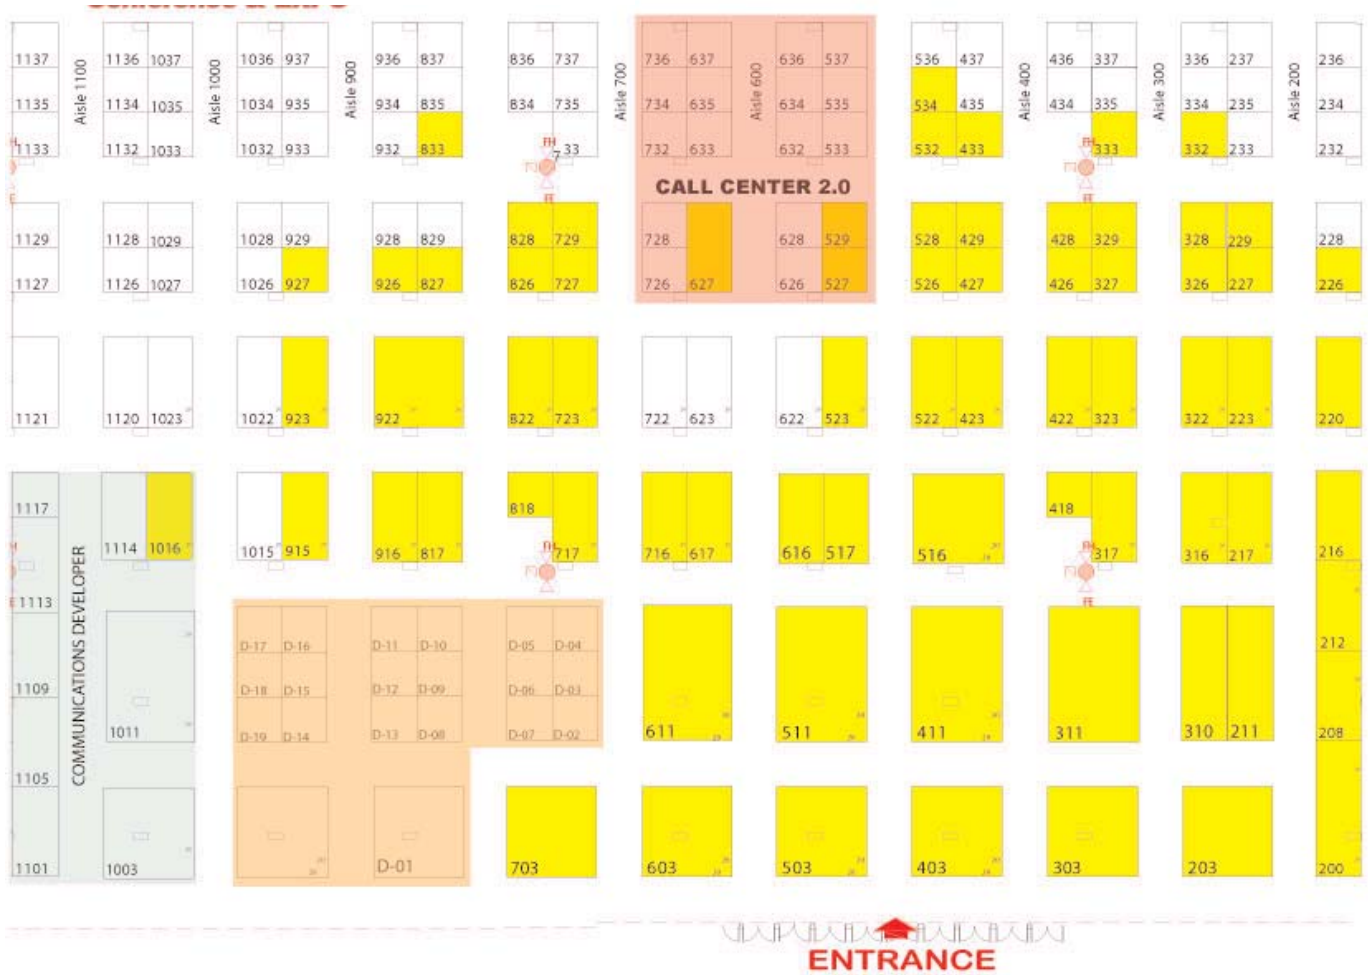 1137 1136 1037 1036 937 936 837 836 737 736 637 636 537 536 437 436 337 336 237 236
Aisle 1100 Aisle 1000 Aisle 900 Aisle 700 Aisle 600 Aisle 400 Aisle 300 Aisle 200
1135 1134 1035 1034 935 934 835 834 735 734 635 634 535 534 435 434 335 334 235 234
1133 1132 1033 1032 933 932 833 7 33 732 633 632 533 532 433 333 332 233 232
FH FH
CALL CENTER 2.0
FE FE
1129 1128 1029 1028 929 928 829 828 729 728 628 529 528 429 428 329 328 229 228
1127 1126 1027 1026 927 926 827 826 727 726 627 626 527 526 427 426 327 326 227 226
1121 1120 1023 1022 923 922 822 723 722 623 622 523 522 423 422 323 322 223 220
1117 818 418
1114 1016 1015 915 916 817 717 716 617 616 517 516 317 316 217 216
FH FH
COMMUNICATIONS DEVELOPER
1113 FE
D-17 D-16 D-11 D-10 D-05 D-04 212
1109 D-18 D-15 D-12 D-09 D-06 D-03
1011 D-19 D-14 D-13 D-08 D-07 D-02 611 511 411 311 310 211 208
1105
1101 1003 D-01 703 603 503 403 303 203 200
ENTRANCE